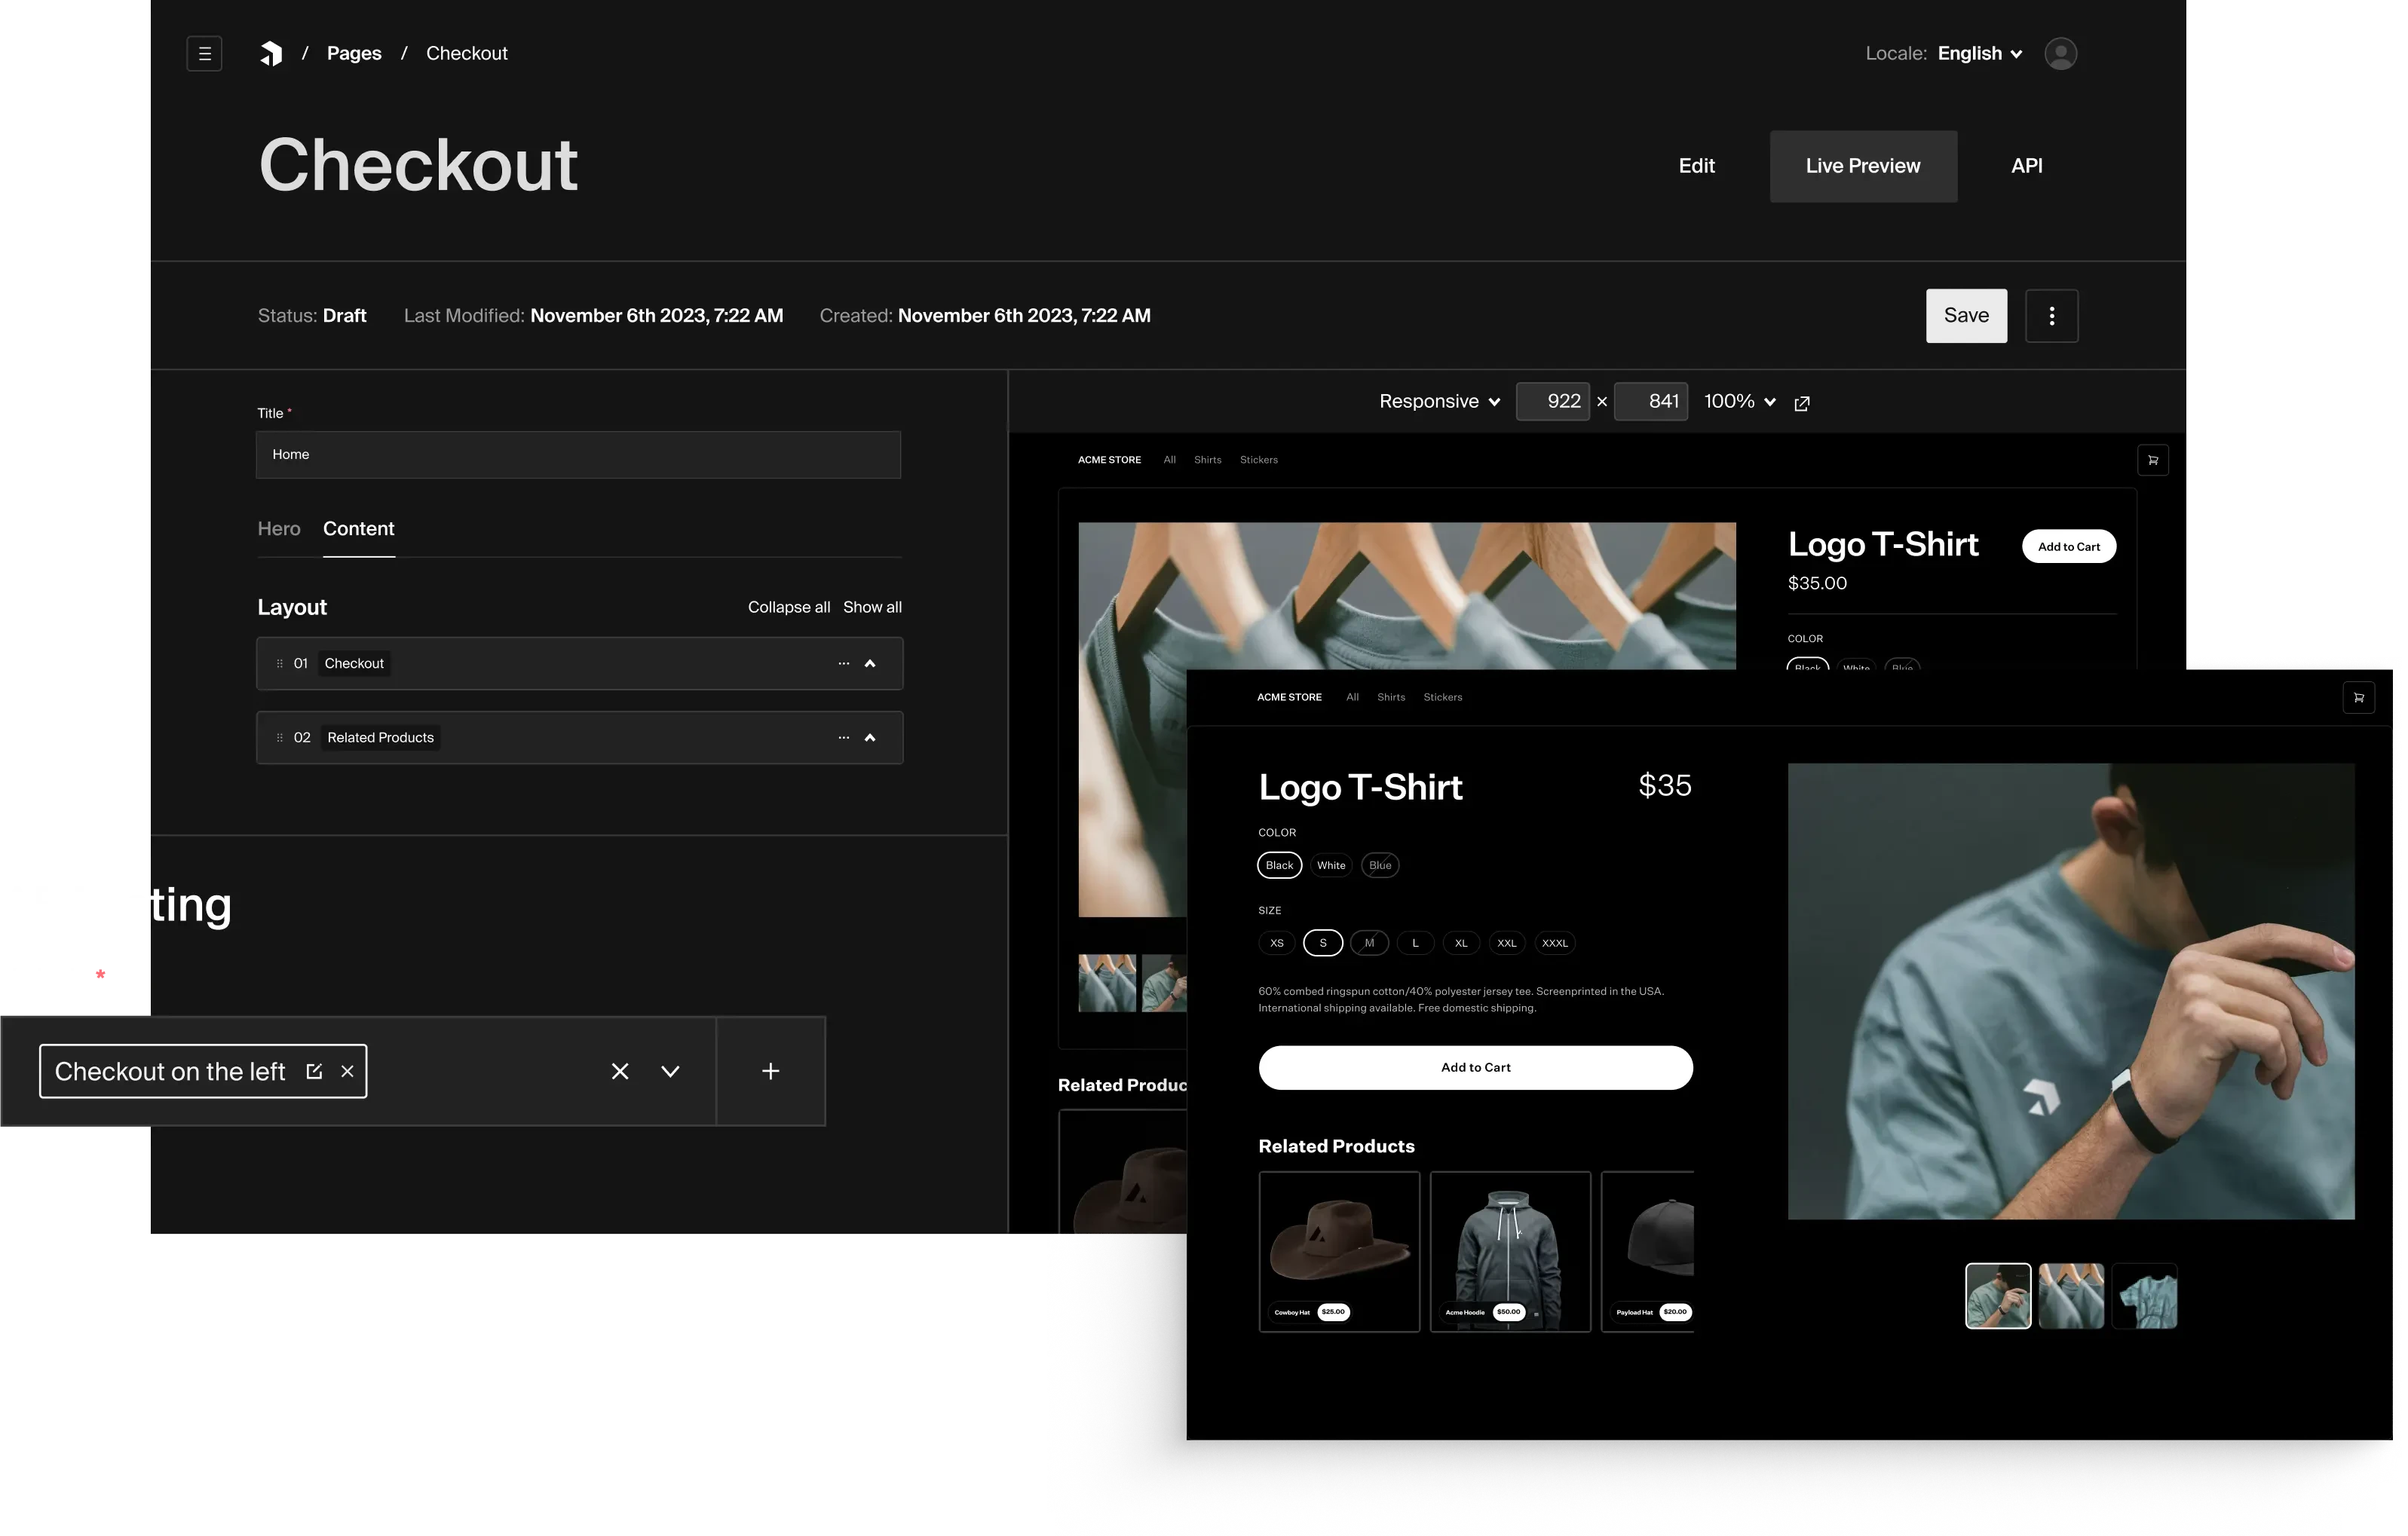 / Pages / Checkout
Locale: English
Checkout
Edit
Live Preview
API
Status: Draft
Last Modified: November 6th 2023, 7:22 AM
Created: November 6th 2023, 7:22 AM
Save
Title *
Home
Hero
Content
Layout
Collapse all
Show all
01 Checkout
02 Related Products
ting
*
Checkout on the left
Responsive
922 × 841
100%
ACME STORE
All
Shirts
Stickers
Logo T-Shirt
Add to Cart
$35.00
COLOR
Black
White
Blue
Related Produc
ACME STORE
All
Shirts
Stickers
Logo T-Shirt
$35
COLOR
Black
White
Blue
SIZE
XS
S
M
L
XL
XXL
XXXL
60% combed ringspun cotton/40% polyester jersey tee. Screenprinted in the USA.
International shipping available. Free domestic shipping.
Add to Cart
Related Products
Cowboy Hat $25.00
Acme Hoodie $50.00
Payload Hat $20.00